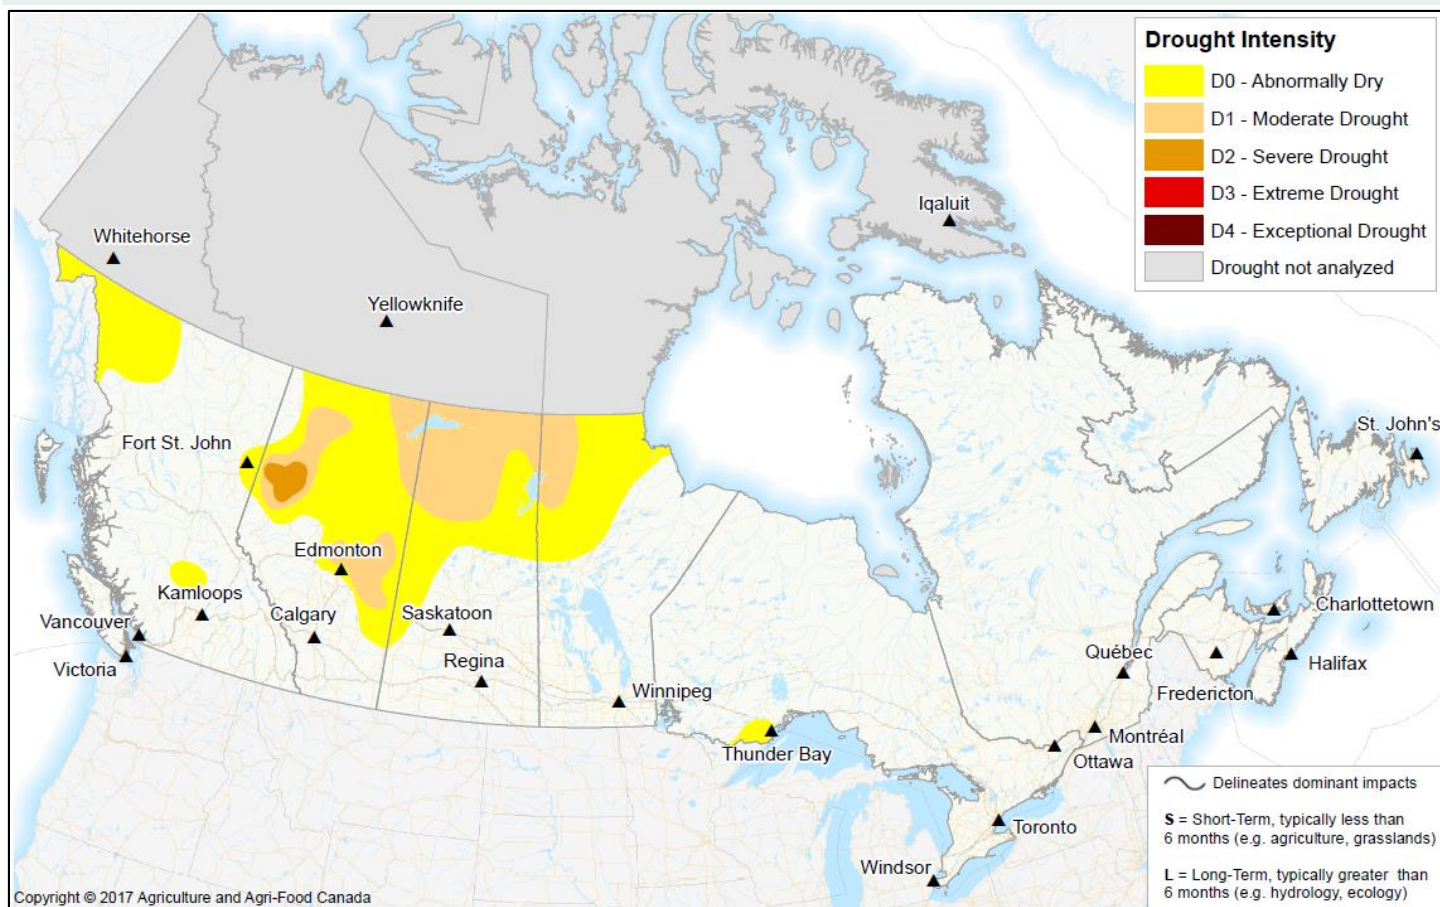 Drought Intensity
D0 - Abnormally Dry
D1 - Moderate Drought
D2 - Severe Drought
D3 - Extreme Drought
D4 - Exceptional Drought
Drought not analyzed
Iqaluit
Whitehorse
Yellowknife
Fort St. John
St. John's
Edmonton
Kamloops
Calgary
Saskatoon
Charlottetown
Vancouver
Victoria
Regina
Québec
Halifax
Winnipeg
Fredericton
Thunder Bay
Montréal
Ottawa
Toronto
Windsor
Delineates dominant impacts
S = Short-Term, typically less than
6 months (e.g. agriculture, grasslands)
L = Long-Term, typically greater than
6 months (e.g. hydrology, ecology)
Copyright © 2017 Agriculture and Agri-Food Canada